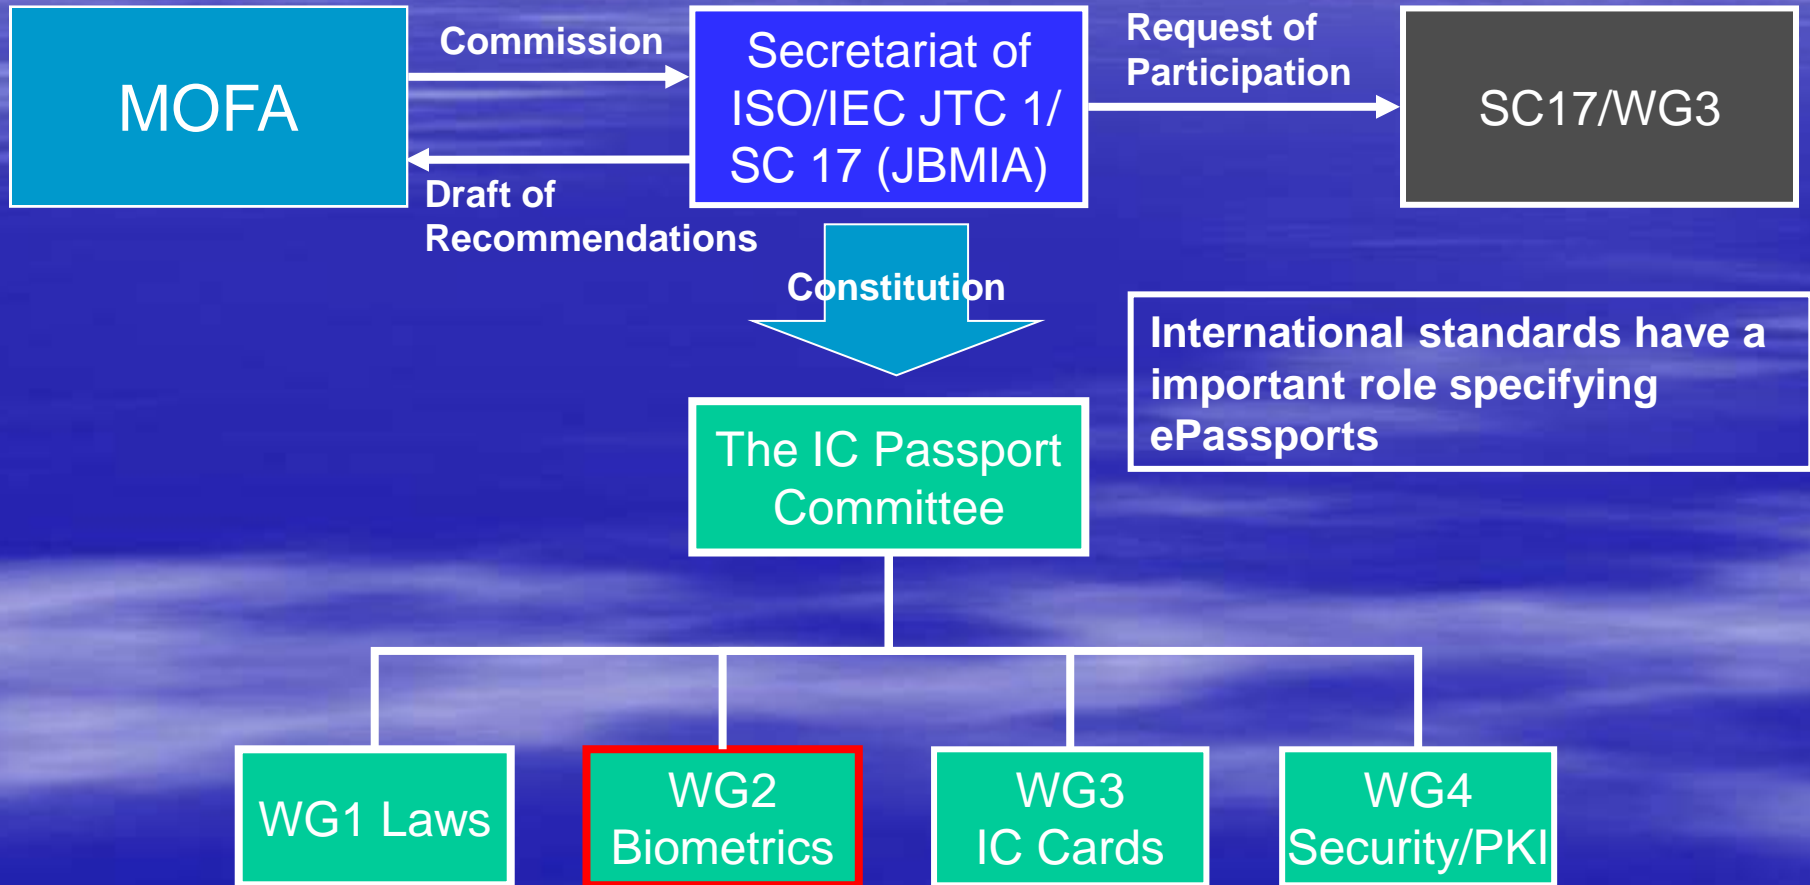 MOFA
Commission
Draft of
Recommendations
Secretariat of
ISO/IEC JTC 1/
SC 17 (JBMIA)
Request of
Participation
SC17/WG3
Constitution
International standards have a
important role specifying
ePassports
The IC Passport
Committee
WG1 Laws
WG2
Biometrics
WG3
IC Cards
WG4
Security/PKI